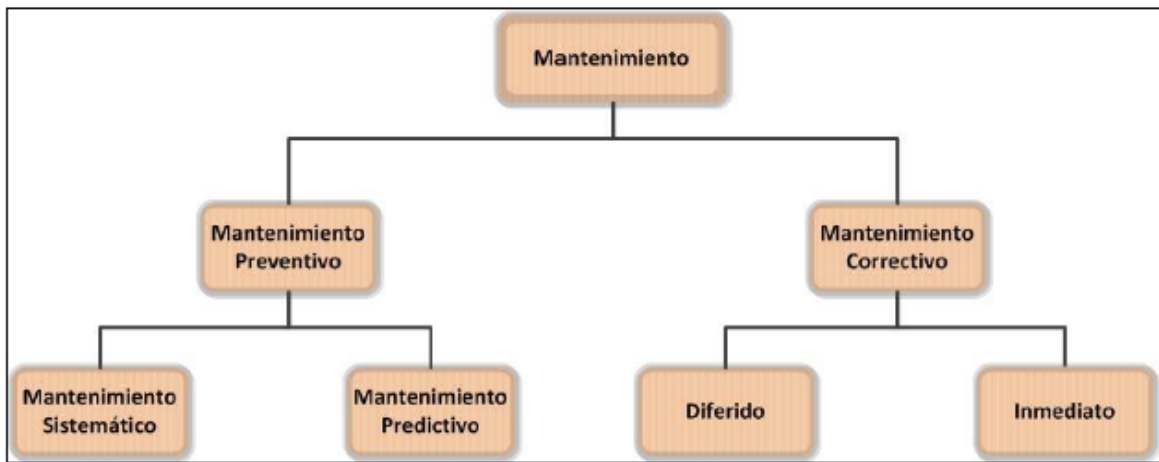 Mantenimiento
Mantenimiento
Preventivo
Mantenimiento
Correctivo
Mantenimiento
Sistemático
Mantenimiento
Predictivo
Diferido
Inmediato